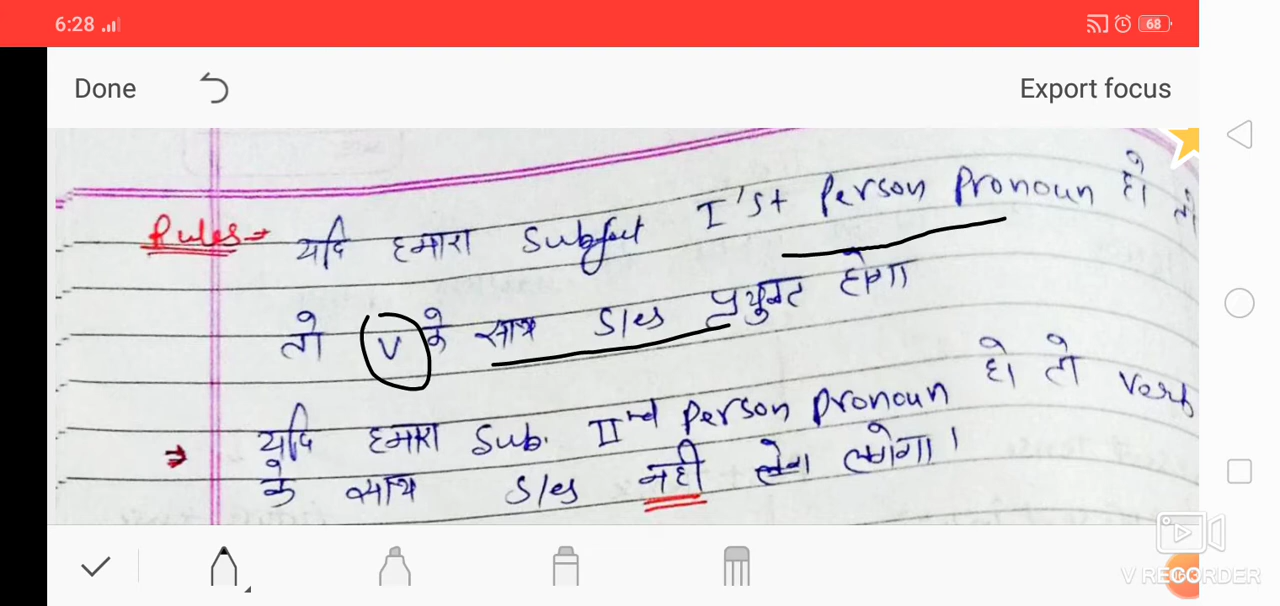 6:28
68
Done
Export focus
Rules→ यदि हमारा Subject I'st Person Pronoun हो तो
तो V के साथ S/es प्रयुक्त होगा
⇒ यदि हमारा Sub. IInd Person Pronoun हो तो Verb
के साथ S/es नही लगेगा।
V RECORDER